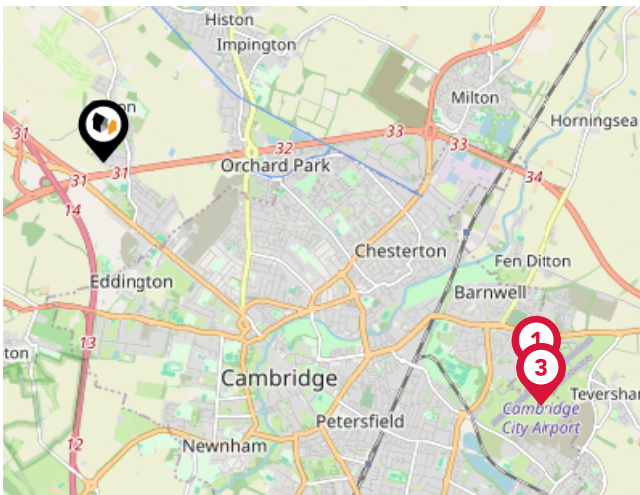 Histon
Impington
Milton
Horningsea
31
32
33
33
34
31
31
14
Orchard Park
Chesterton
Fen Ditton
Eddington
Barnwell
13
ton
1
3
Cambridge
Teversha
Cambridge
City Airport
Petersfield
Newnham
12